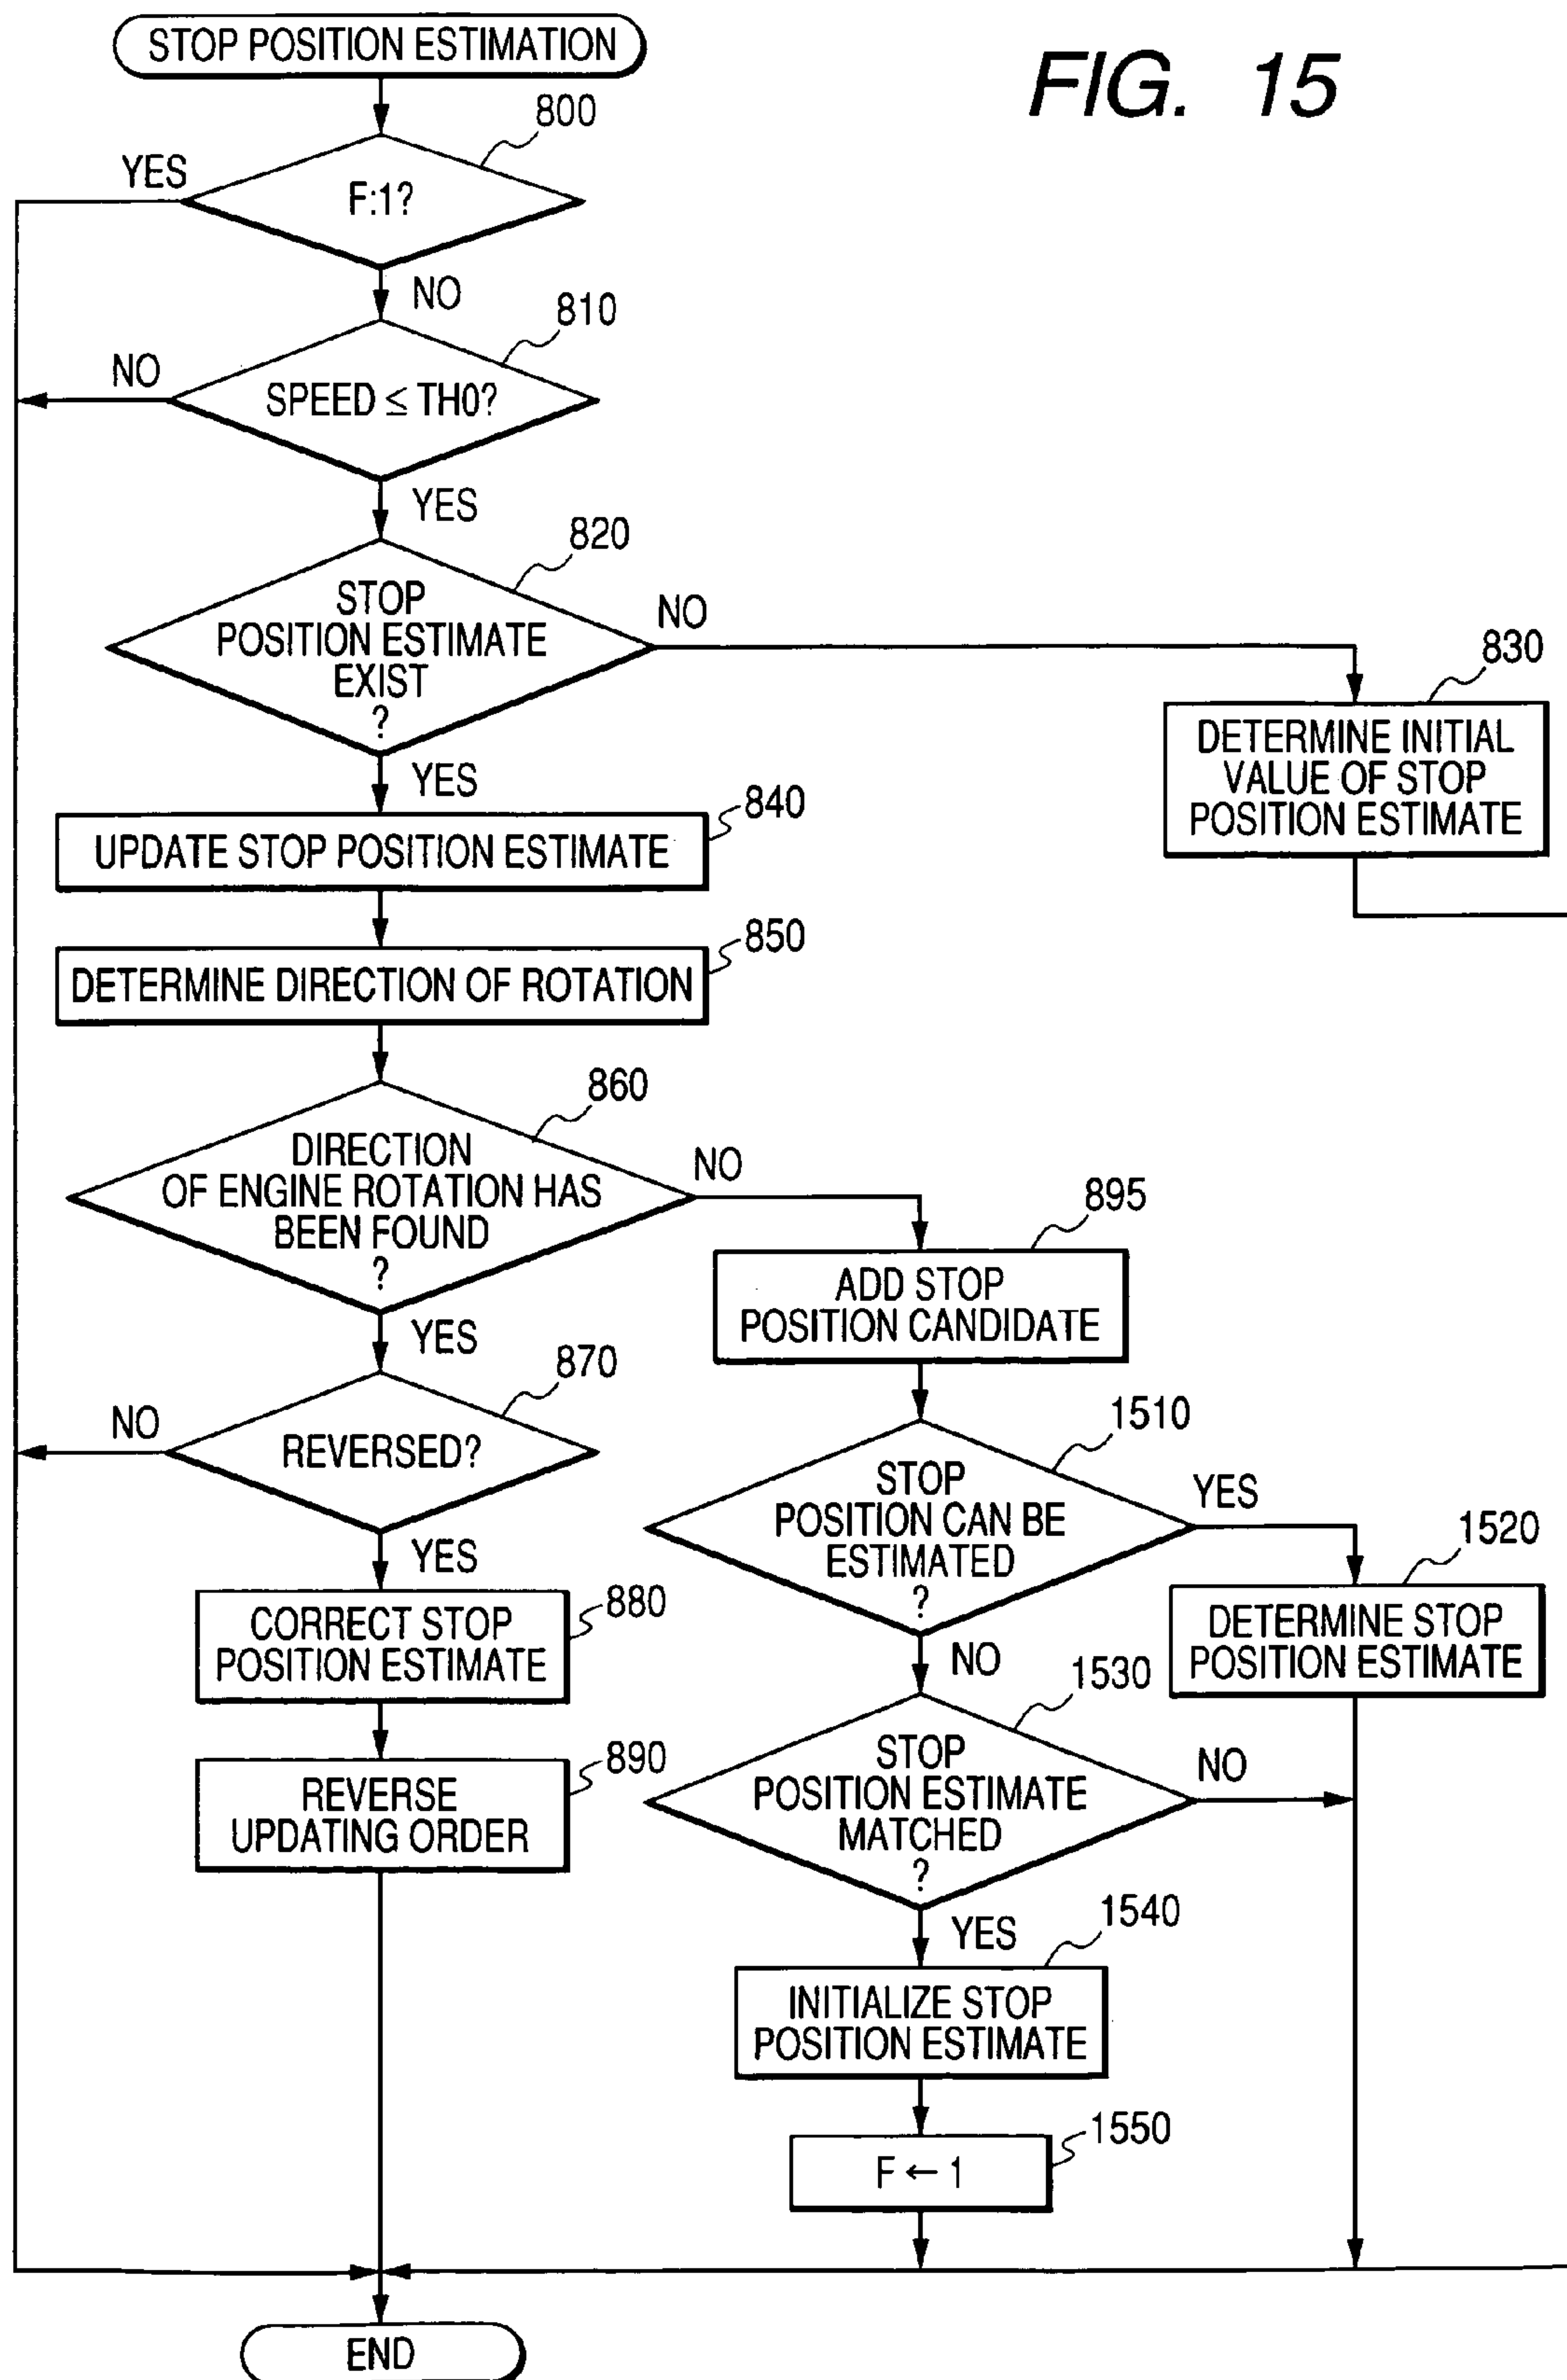 FIG. 15
STOP POSITION ESTIMATION
800
YES
F:1?
NO
810
NO
SPEED ≤ TH0?
YES
820
STOP
POSITION ESTIMATE
EXIST
?
NO
830
DETERMINE INITIAL
VALUE OF STOP
POSITION ESTIMATE
YES
840
UPDATE STOP POSITION ESTIMATE
850
DETERMINE DIRECTION OF ROTATION
860
DIRECTION
OF ENGINE ROTATION HAS
BEEN FOUND
?
NO
895
ADD STOP
POSITION CANDIDATE
YES
870
NO
REVERSED?
1510
STOP
POSITION CAN BE
ESTIMATED
?
YES
1520
DETERMINE STOP
POSITION ESTIMATE
YES
880
CORRECT STOP
POSITION ESTIMATE
NO
1530
890
REVERSE
UPDATING ORDER
STOP
POSITION ESTIMATE
MATCHED
?
NO
YES
1540
INITIALIZE STOP
POSITION ESTIMATE
1550
F ← 1
END